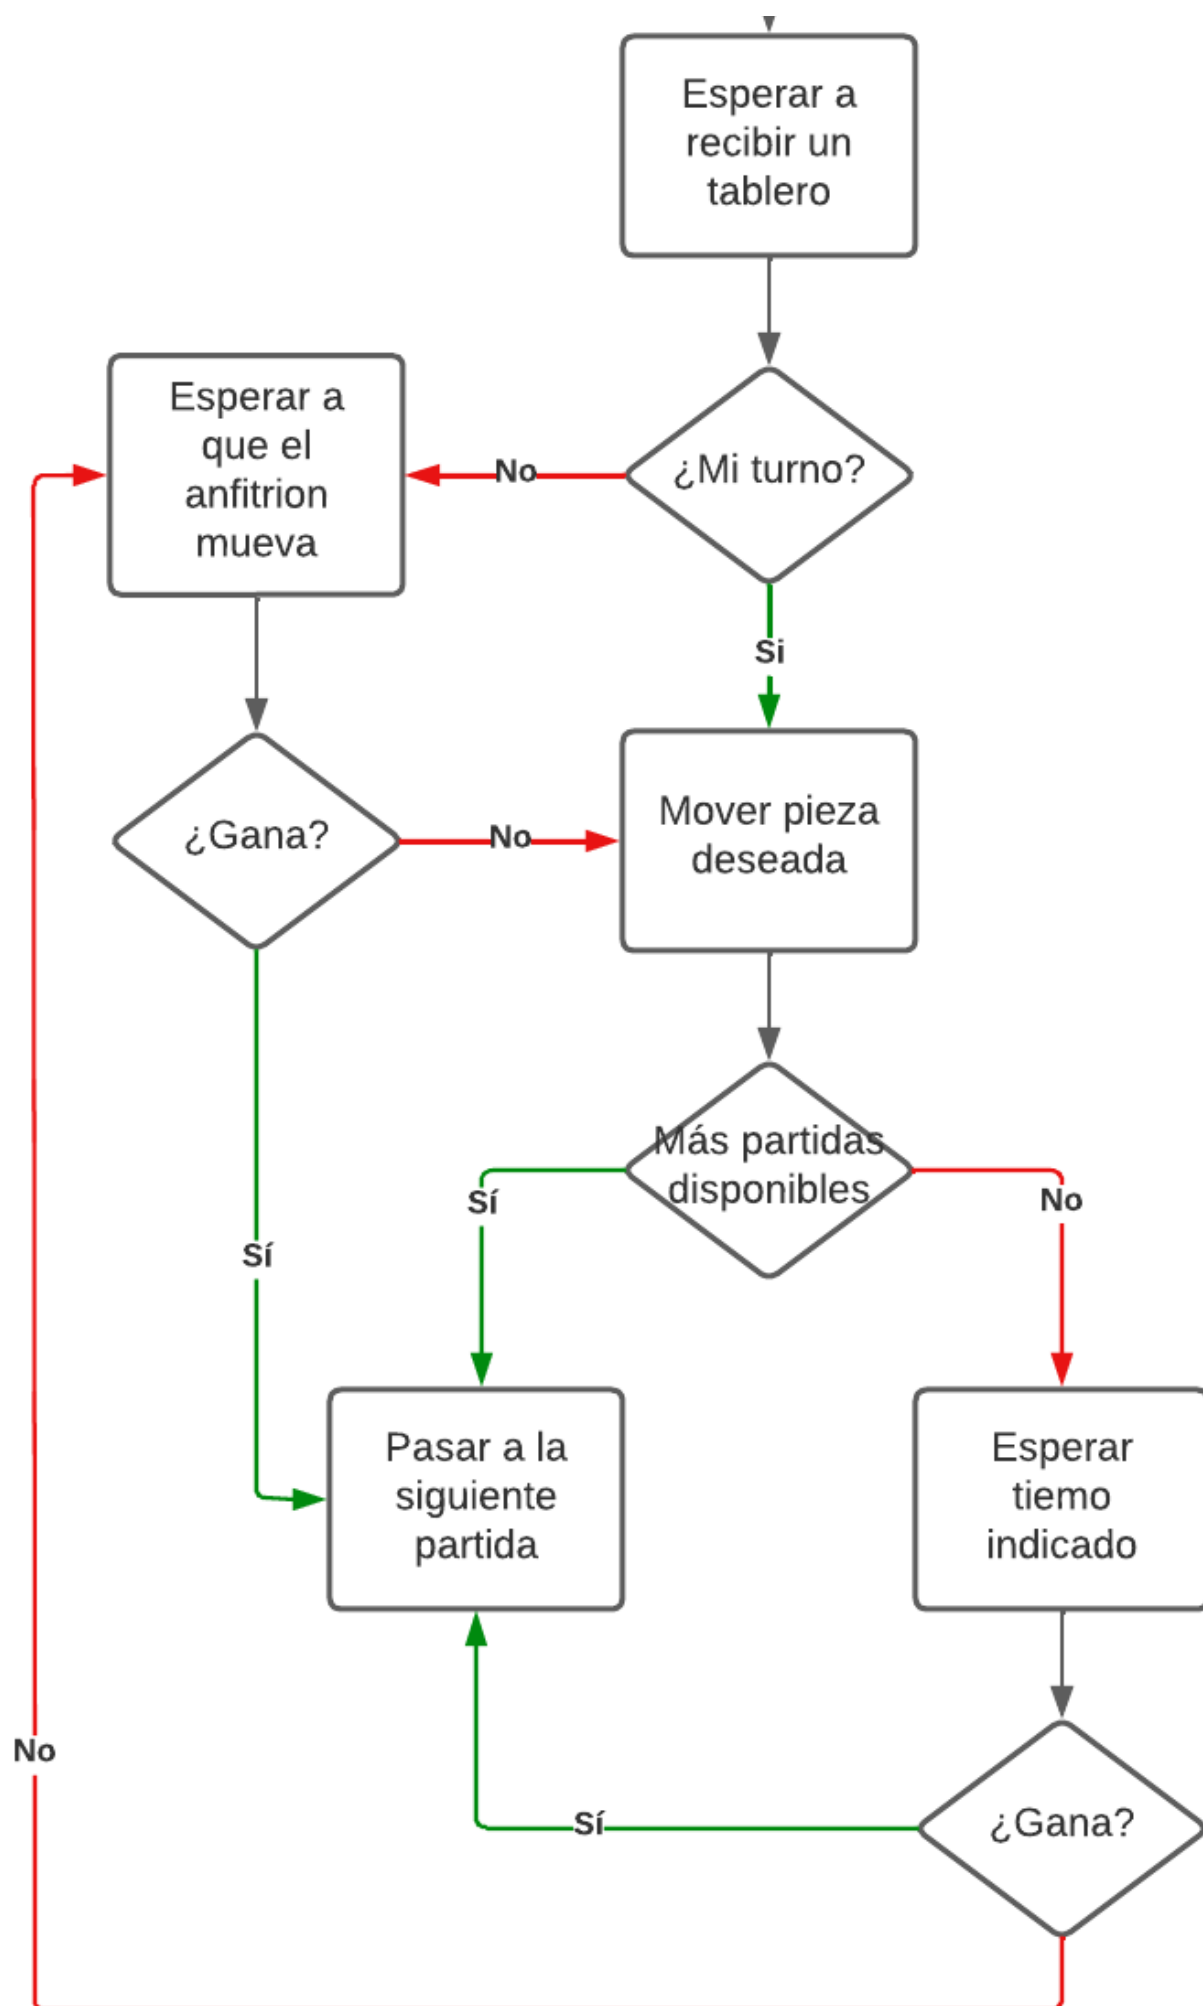 Esperar a
recibir un
tablero
Esperar a
que el
anfitrion
mueva
No
¿Mi turno?
Si
¿Gana?
No
Mover pieza
deseada
Más partidas
disponibles
Sí
No
Sí
Pasar a la
siguiente
partida
Esperar
tiemo
indicado
No
Sí
¿Gana?